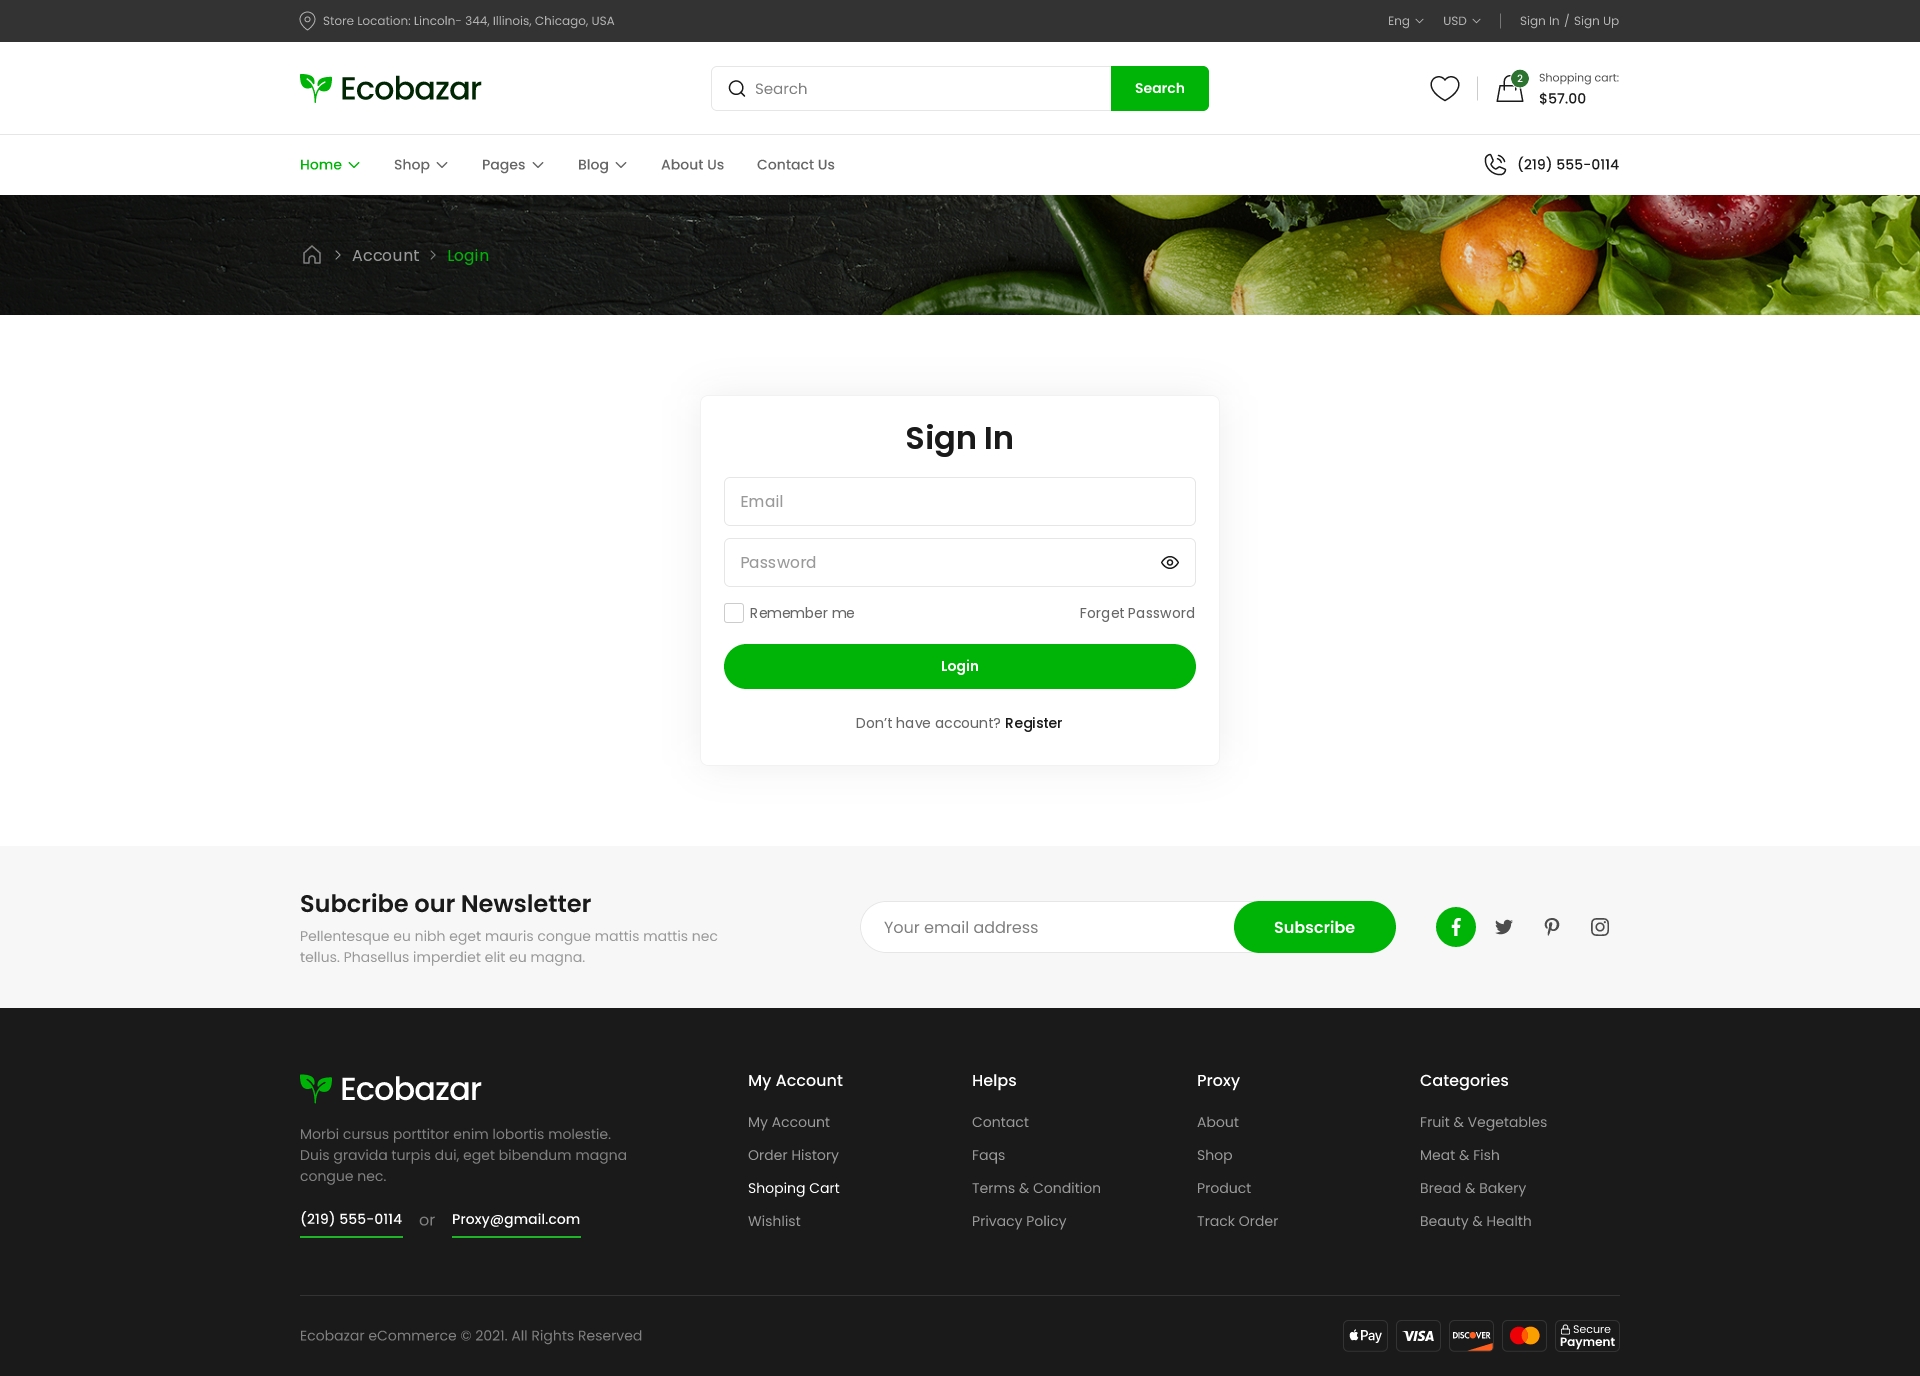 Store Location: Lincoln- 344, Illinois, Chicago, USA
Eng
USD
Sign In / Sign Up
Ecobazar
Search
Search
2
Shopping cart:
$57.00
Home
Shop
Pages
Blog
About Us
Contact Us
(219) 555-0114
Account
Login
Sign In
Email
Password
Remember me
Forget Password
Login
Don't have account? Register
Subcribe our Newsletter
Pellentesque eu nibh eget mauris congue mattis mattis nec
tellus. Phasellus imperdiet elit eu magna.
Your email address
Subscribe
Ecobazar
Morbi cursus porttitor enim lobortis molestie.
Duis gravida turpis dui, eget bibendum magna
congue nec.
(219) 555-0114 or Proxy@gmail.com
My Account
My Account
Order History
Shoping Cart
Wishlist
Helps
Contact
Faqs
Terms & Condition
Privacy Policy
Proxy
About
Shop
Product
Track Order
Categories
Fruit & Vegetables
Meat & Fish
Bread & Bakery
Beauty & Health
Ecobazar eCommerce © 2021. All Rights Reserved
Pay
VISA
DISCOVER
Secure
Payment